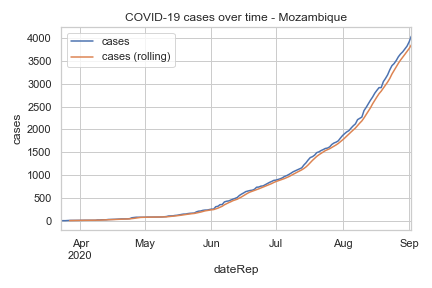 COVID-19 cases over time - Mozambique
cases
cases (rolling)
4000
3500
3000
2500
2000
1500
1000
500
0
cases
Apr May Jun Jul Aug Sep
2020
dateRep